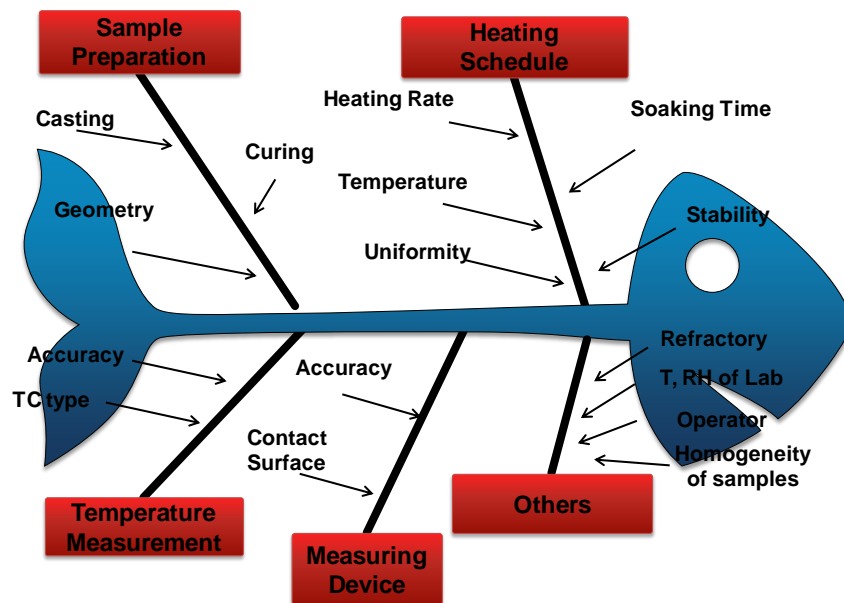 Sample
Preparation
Heating
Schedule
Heating Rate
Soaking Time
Casting
Curing
Temperature
Geometry
Stability
Uniformity
Accuracy
TC type
Accuracy
Contact
Surface
Refractory
T, RH of Lab
Operator
Homogeneity
of samples
Temperature
Measurement
Measuring
Device
Others